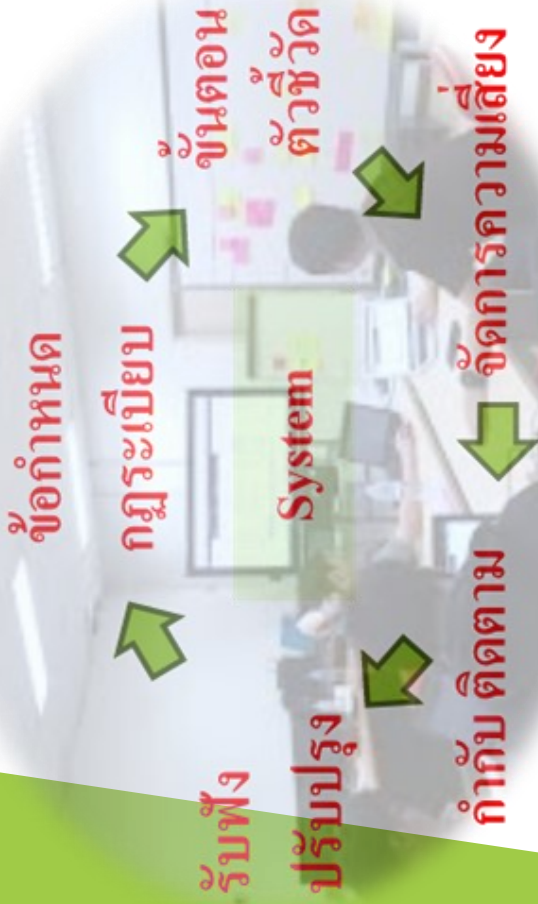 ข้อกำหนด
กฎระเบียบ
ขั้นตอน
ตัวชี้วัด
จัดการความเสี่ยง
กำกับ ติดตาม
รับฟัง
ปรับปรุง
System